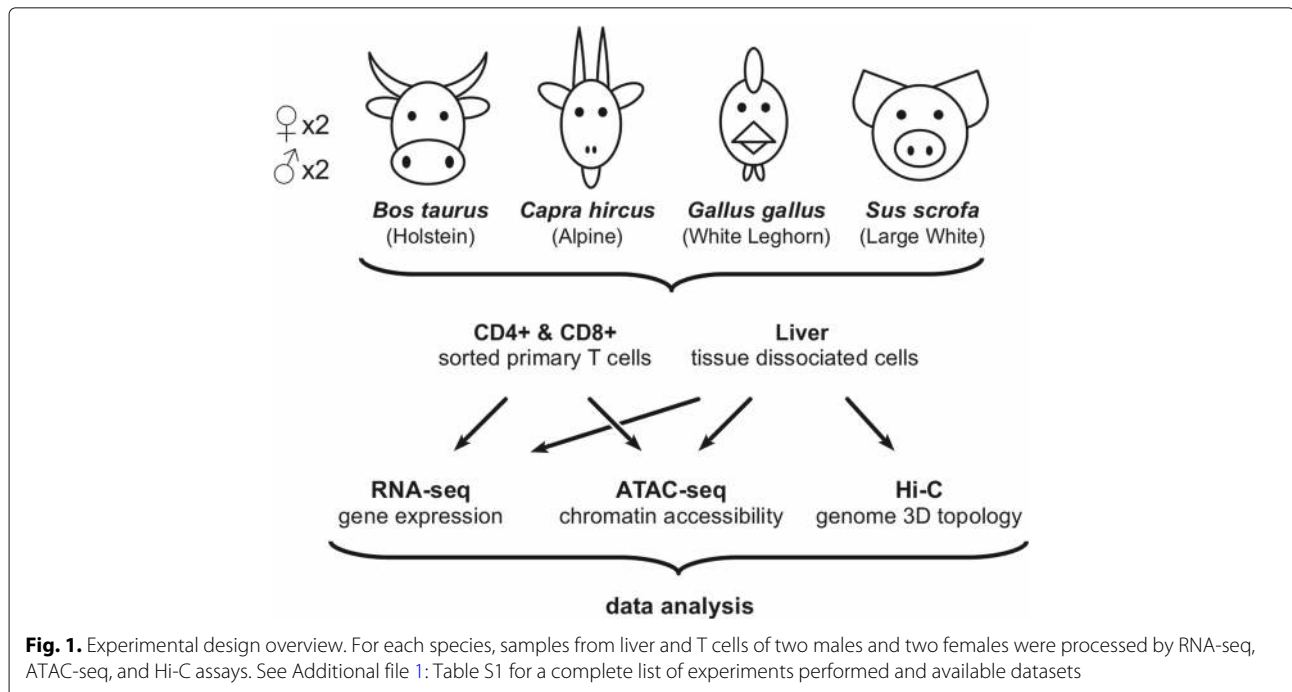 ♀x2
♂x2
Bos taurus Capra hircus Gallus gallus Sus scrofa
(Holstein) (Alpine) (White Leghorn) (Large White)
CD4+ & CD8+ Liver
sorted primary T cells tissue dissociated cells
RNA-seq ATAC-seq Hi-C
gene expression chromatin accessibility genome 3D topology
data analysis
Fig. 1. Experimental design overview. For each species, samples from liver and T cells of two males and two females were processed by RNA-seq,
ATAC-seq, and Hi-C assays. See Additional file 1: Table S1 for a complete list of experiments performed and available datasets